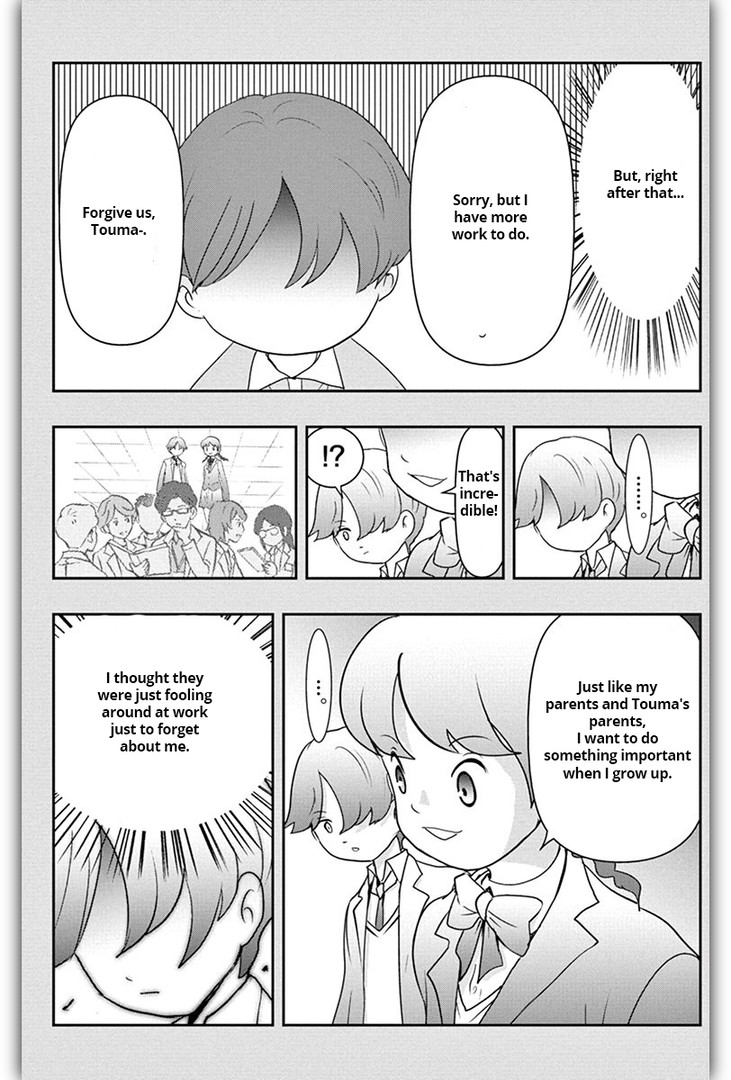 But, right
after that...
Sorry, but I
have more
work to do.
Forgive us,
Touma-.
.......。
That's
incre-
dible!
!?
Just like my
parents and Touma's
parents,
I want to do
something important
when I grow up.
...。
I thought they
were just fooling
around at work
just to forget
about me.